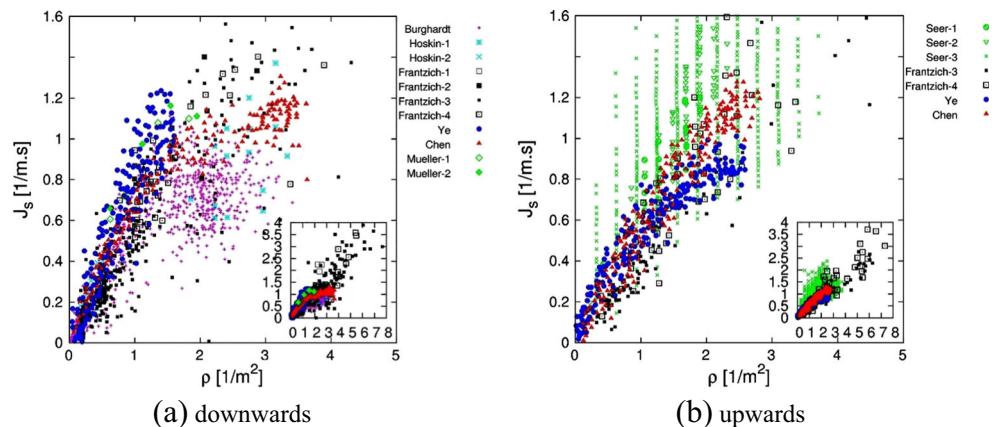 1.6
1.4
1.2
1
0.8
0.6
0.4
0.2
0
Jₛ [1/m.s]
0 1 2 3 4 5
ρ [1/m²]
Burghardt
Hoskin-1
Hoskin-2
Frantzich-1
Frantzich-2
Frantzich-3
Frantzich-4
Ye
Chen
Mueller-1
Mueller-2
4
3.5
3
2.5
2
1.5
1
0.5
0
0 1 2 3 4 5 6 7 8
(a) downwards
1.6
1.4
1.2
1
0.8
0.6
0.4
0.2
0
Jₛ [1/m.s]
0 1 2 3 4 5
ρ [1/m²]
Seer-1
Seer-2
Seer-3
Frantzich-3
Frantzich-4
Ye
Chen
4
3.5
3
2.5
2
1.5
1
0.5
0
0 1 2 3 4 5 6 7 8
(b) upwards